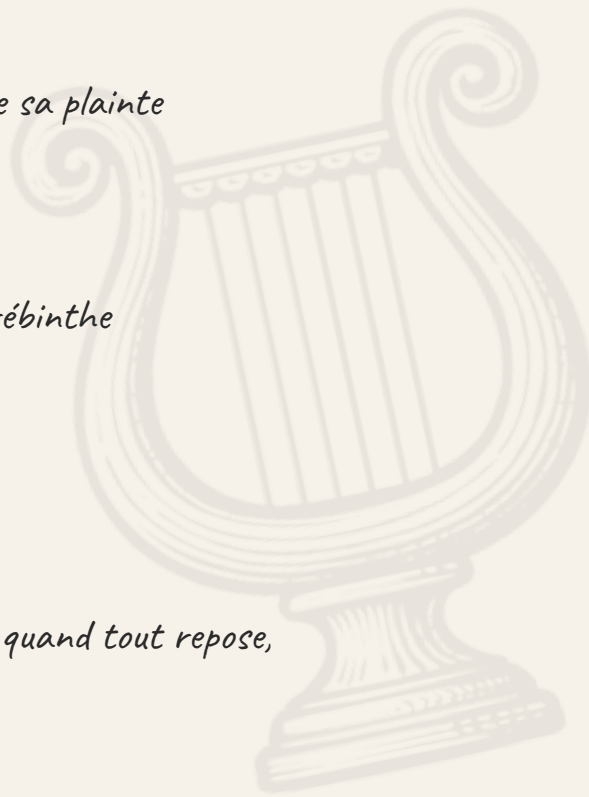 e sa plainte
ébinthe
quand tout repose,